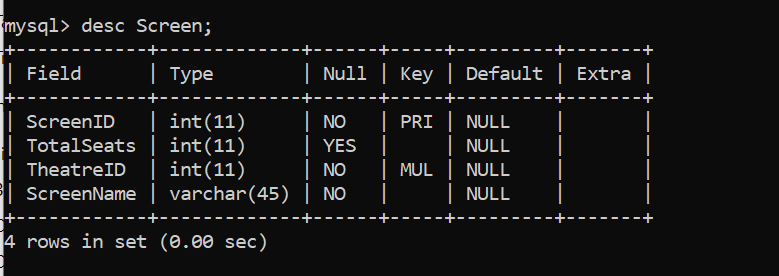 mysql> desc Screen;
+------------+-------------+------+-----+---------+-------+
| Field      | Type        | Null | Key | Default | Extra |
+------------+-------------+------+-----+---------+-------+
| ScreenID   | int(11)     | NO   | PRI | NULL    |       |
| TotalSeats | int(11)     | YES  |     | NULL    |       |
| TheatreID  | int(11)     | NO   | MUL | NULL    |       |
| ScreenName | varchar(45) | NO   |     | NULL    |       |
+------------+-------------+------+-----+---------+-------+
4 rows in set (0.00 sec)